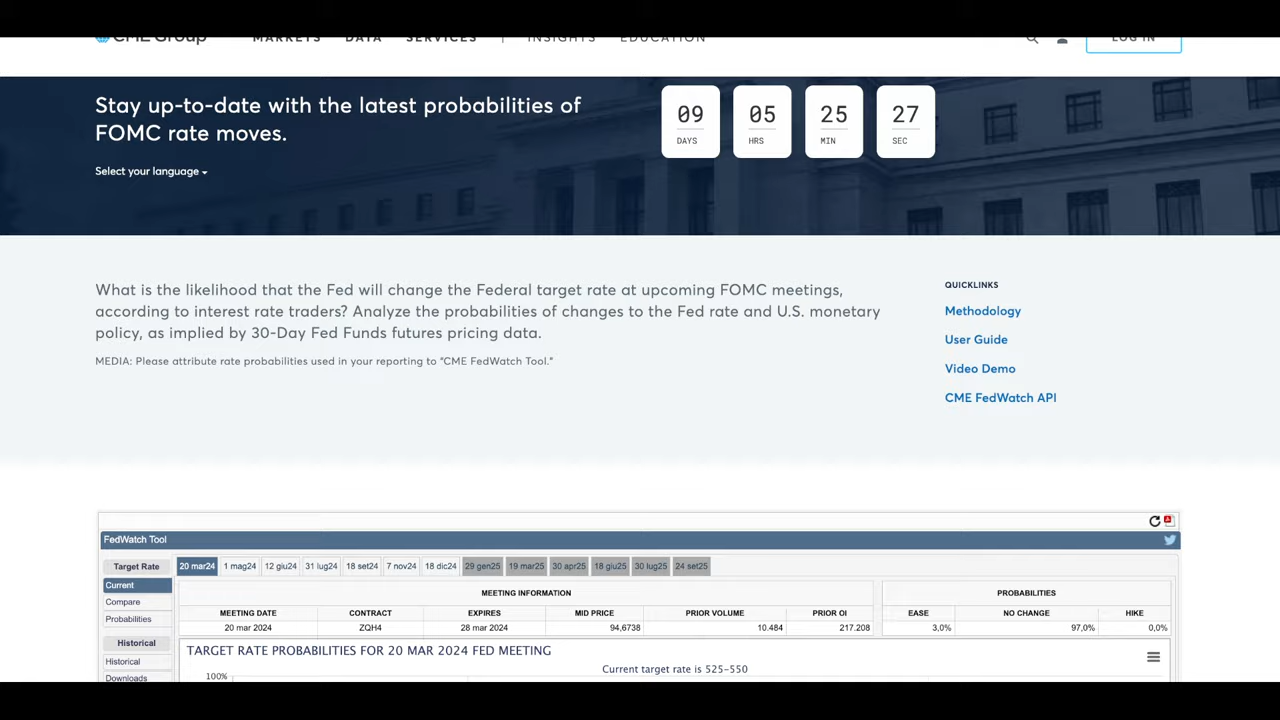 CME Group MARKETS DATA SERVICES | INSIGHTS EDUCATION LOG IN
Stay up-to-date with the latest probabilities of
FOMC rate moves.
Select your language
09 05 25 27
DAYS HRS MIN SEC
What is the likelihood that the Fed will change the Federal target rate at upcoming FOMC meetings,
according to interest rate traders? Analyze the probabilities of changes to the Fed rate and U.S. monetary
policy, as implied by 30-Day Fed Funds futures pricing data.
MEDIA: Please attribute rate probabilities used in your reporting to "CME FedWatch Tool."
QUICKLINKS
Methodology
User Guide
Video Demo
CME FedWatch API
FedWatch Tool
Target Rate
Current
Compare
Probabilities
Historical
Historical
Downloads
20 mar24 1 mag24 12 giu24 31 lug24 18 set24 7 nov24 18 dic24 29 gen25 19 mar25 30 apr25 18 giu25 30 lug25 24 set25
MEETING INFORMATION
MEETING DATE CONTRACT EXPIRES MID PRICE PRIOR VOLUME PRIOR OI
20 mar 2024 ZQH4 28 mar 2024 94,6738 10.484 217.208
PROBABILITIES
EASE NO CHANGE HIKE
3,0% 97,0% 0,0%
TARGET RATE PROBABILITIES FOR 20 MAR 2024 FED MEETING
Current target rate is 525-550
100%